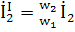 İ₂ᴵ = w₂/w₁ İ₂